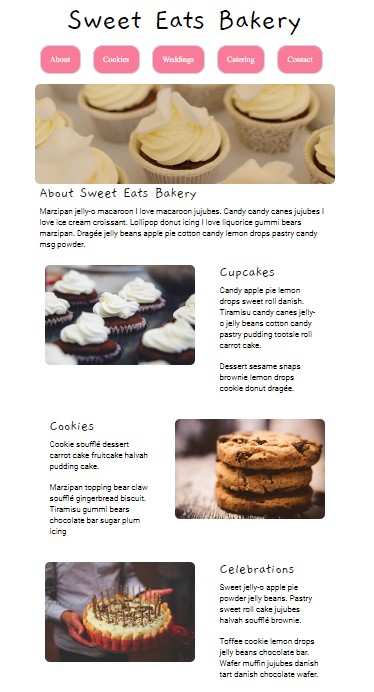 Sweet Eats Bakery
About Cookies Weddings Catering Contact
About Sweet Eats Bakery
Marzipan jelly-o macaroon I love macaroon jujubes. Candy candy canes jujubes I
love ice cream croissant. Lollipop donut icing I love liquorice gummi bears
marzipan. Dragée jelly beans apple pie cotton candy lemon drops pastry candy
msg powder.
Cupcakes
Candy apple pie lemon
drops sweet roll danish.
Tiramisu candy canes jelly-
o jelly beans cotton candy
pastry pudding tootsie roll
carrot cake.
Dessert sesame snaps
brownie lemon drops
cookie donut dragée.
Cookies
Cookie soufflé dessert
carrot cake fruitcake halvah
pudding cake.
Marzipan topping bear claw
soufflé gingerbread biscuit.
Tiramisu gummi bears
chocolate bar sugar plum
icing
Celebrations
Sweet jelly-o apple pie
powder jelly beans. Pastry
sweet roll cake jujubes
halvah soufflé brownie.
Toffee cookie lemon drops
jelly beans chocolate bar.
Wafer muffin jujubes danish
tart danish chocolate wafer.